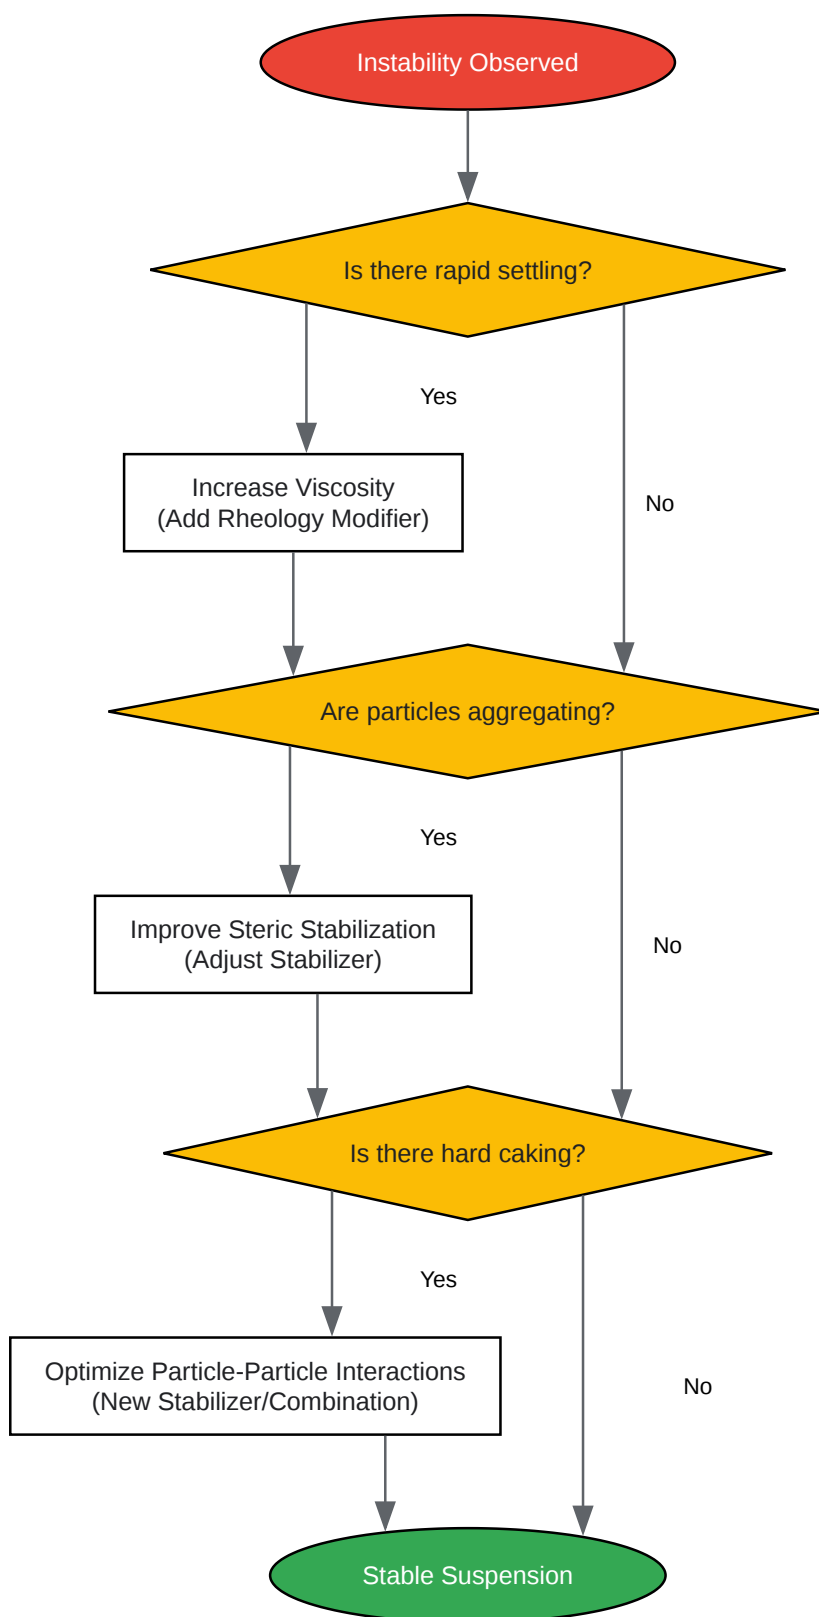 Instability Observed
Is there rapid settling?
Yes
Increase Viscosity
(Add Rheology Modifier)
No
Are particles aggregating?
Yes
Improve Steric Stabilization
(Adjust Stabilizer)
No
Is there hard caking?
Yes
Optimize Particle-Particle Interactions
(New Stabilizer/Combination)
No
Stable Suspension